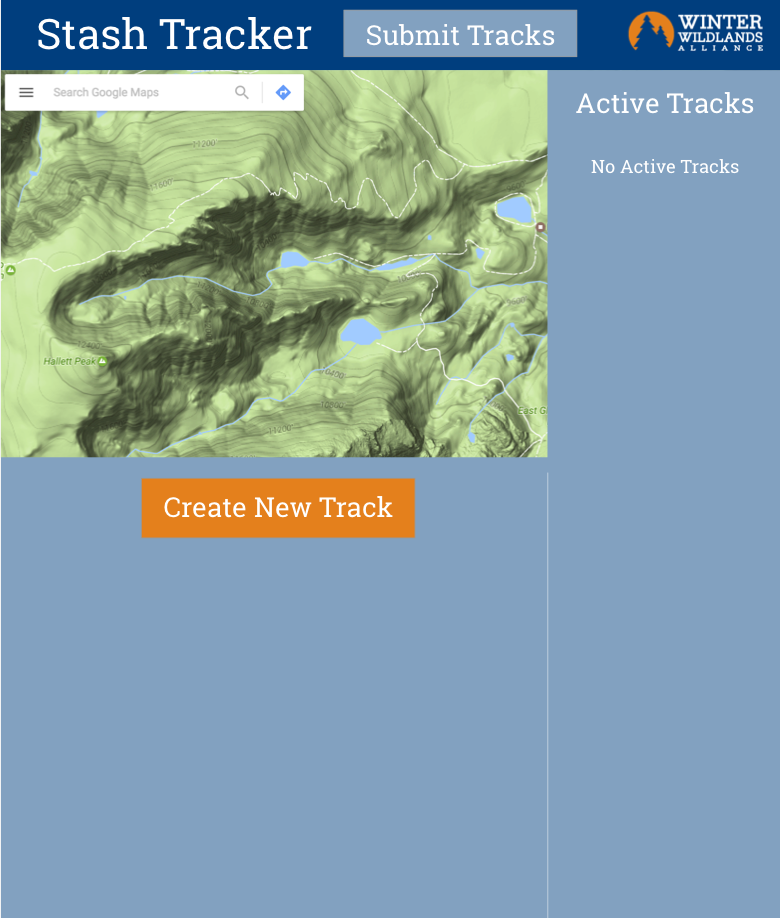 Stash Tracker
Submit Tracks
WINTER
WILDLANDS
ALLIANCE
Search Google Maps
Active Tracks
No Active Tracks
11200'
11600
Hallett Peak
10400
10800
11200'
East G
Create New Track